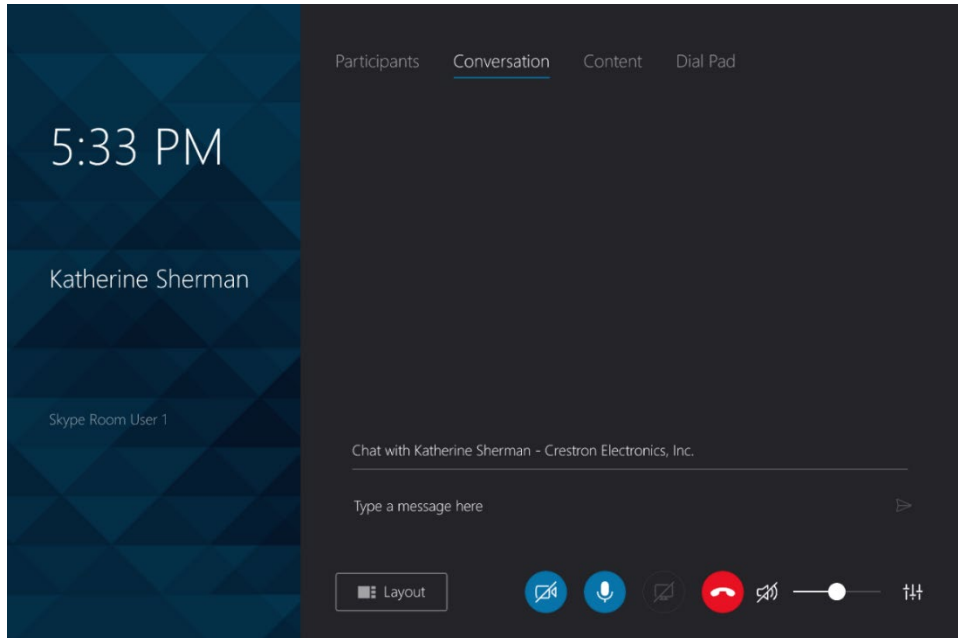 5:33 PM
Katherine Sherman
Skype Room User 1
Participants Conversation Content Dial Pad
Chat with Katherine Sherman - Crestron Electronics, Inc.
Type a message here
Layout